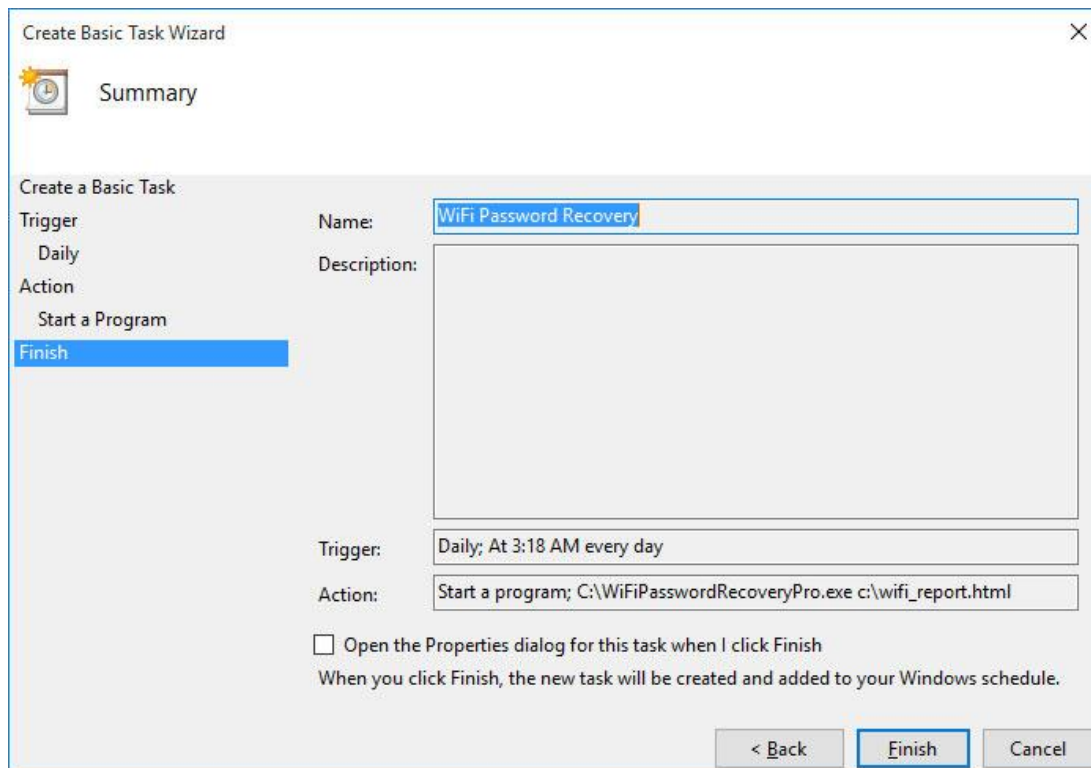 Create Basic Task Wizard
Summary
Create a Basic Task
Trigger
Daily
Action
Start a Program
Finish
Name:
WiFi Password Recovery
Description:
Trigger:
Daily; At 3:18 AM every day
Action:
Start a program; C:\WiFiPasswordRecoveryPro.exe c:\wifi_report.html
Open the Properties dialog for this task when I click Finish
When you click Finish, the new task will be created and added to your Windows schedule.
< Back
Finish
Cancel